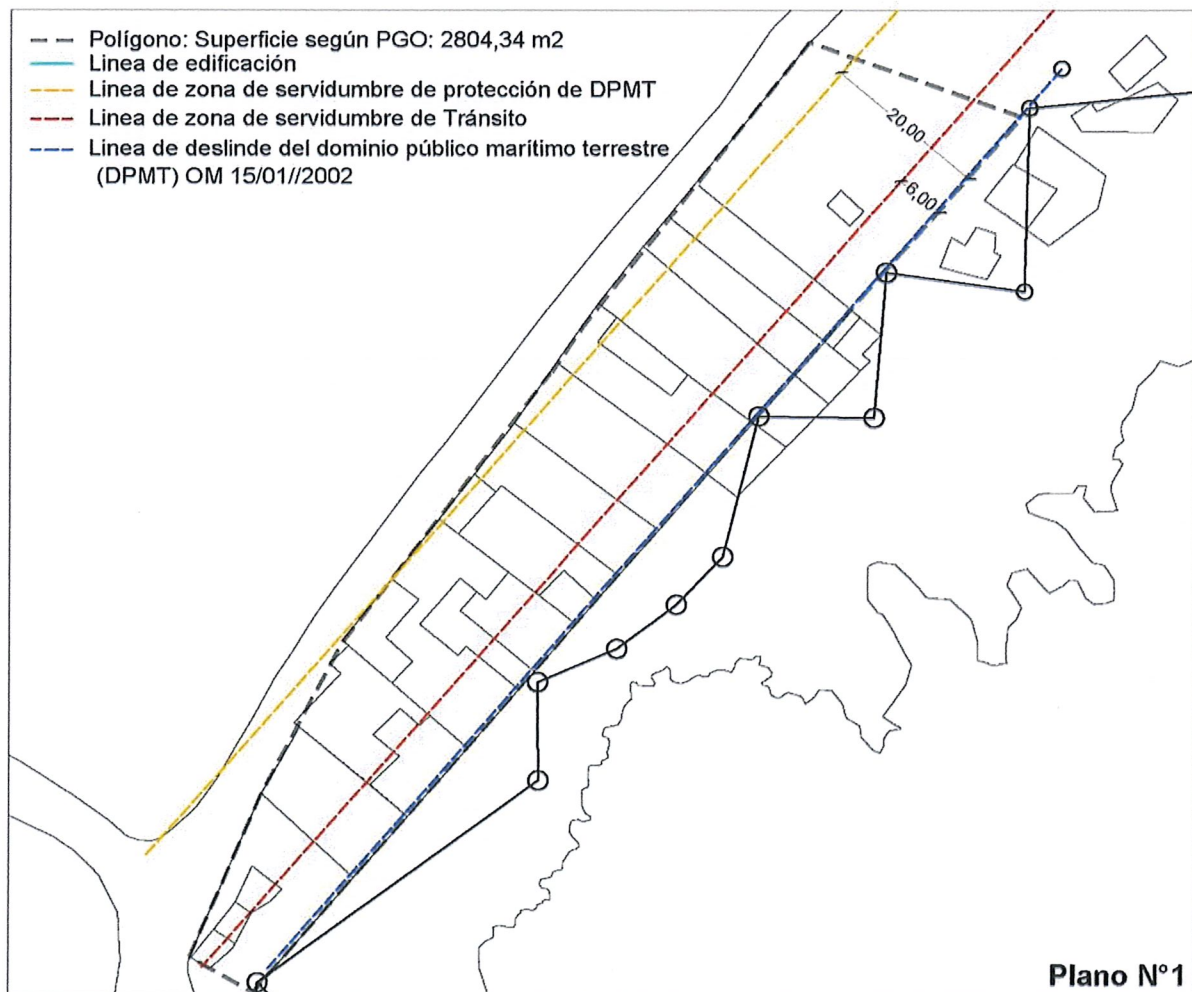 Polígono: Superficie según PGO: 2804,34 m2
Linea de edificación
Linea de zona de servidumbre de protección de DPMT
Linea de zona de servidumbre de Tránsito
Linea de deslinde del dominio público marítimo terrestre
(DPMT) OM 15/01//2002
20,00
6,00
Plano N°1